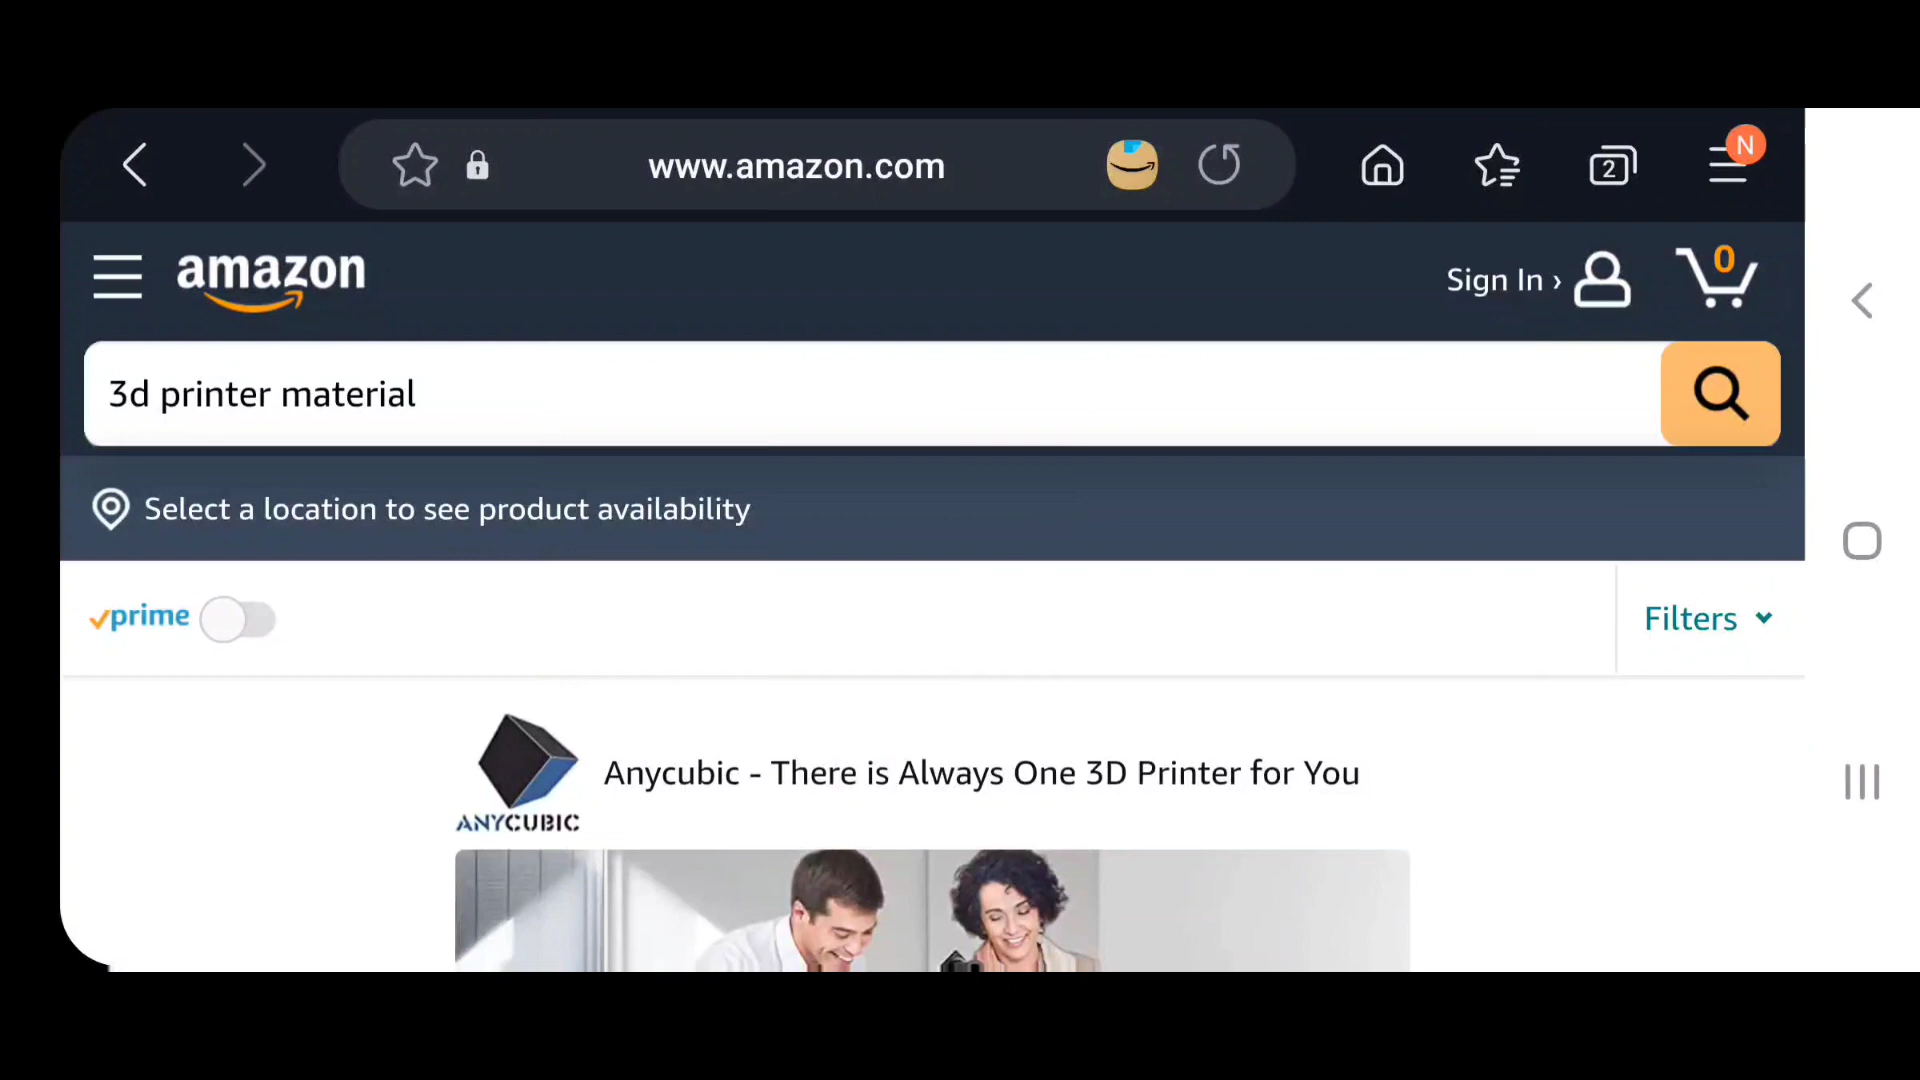 www.amazon.com
2
N
amazon
Sign In ›
0
3d printer material
Select a location to see product availability
prime
Filters
Anycubic - There is Always One 3D Printer for You
ANYCUBIC